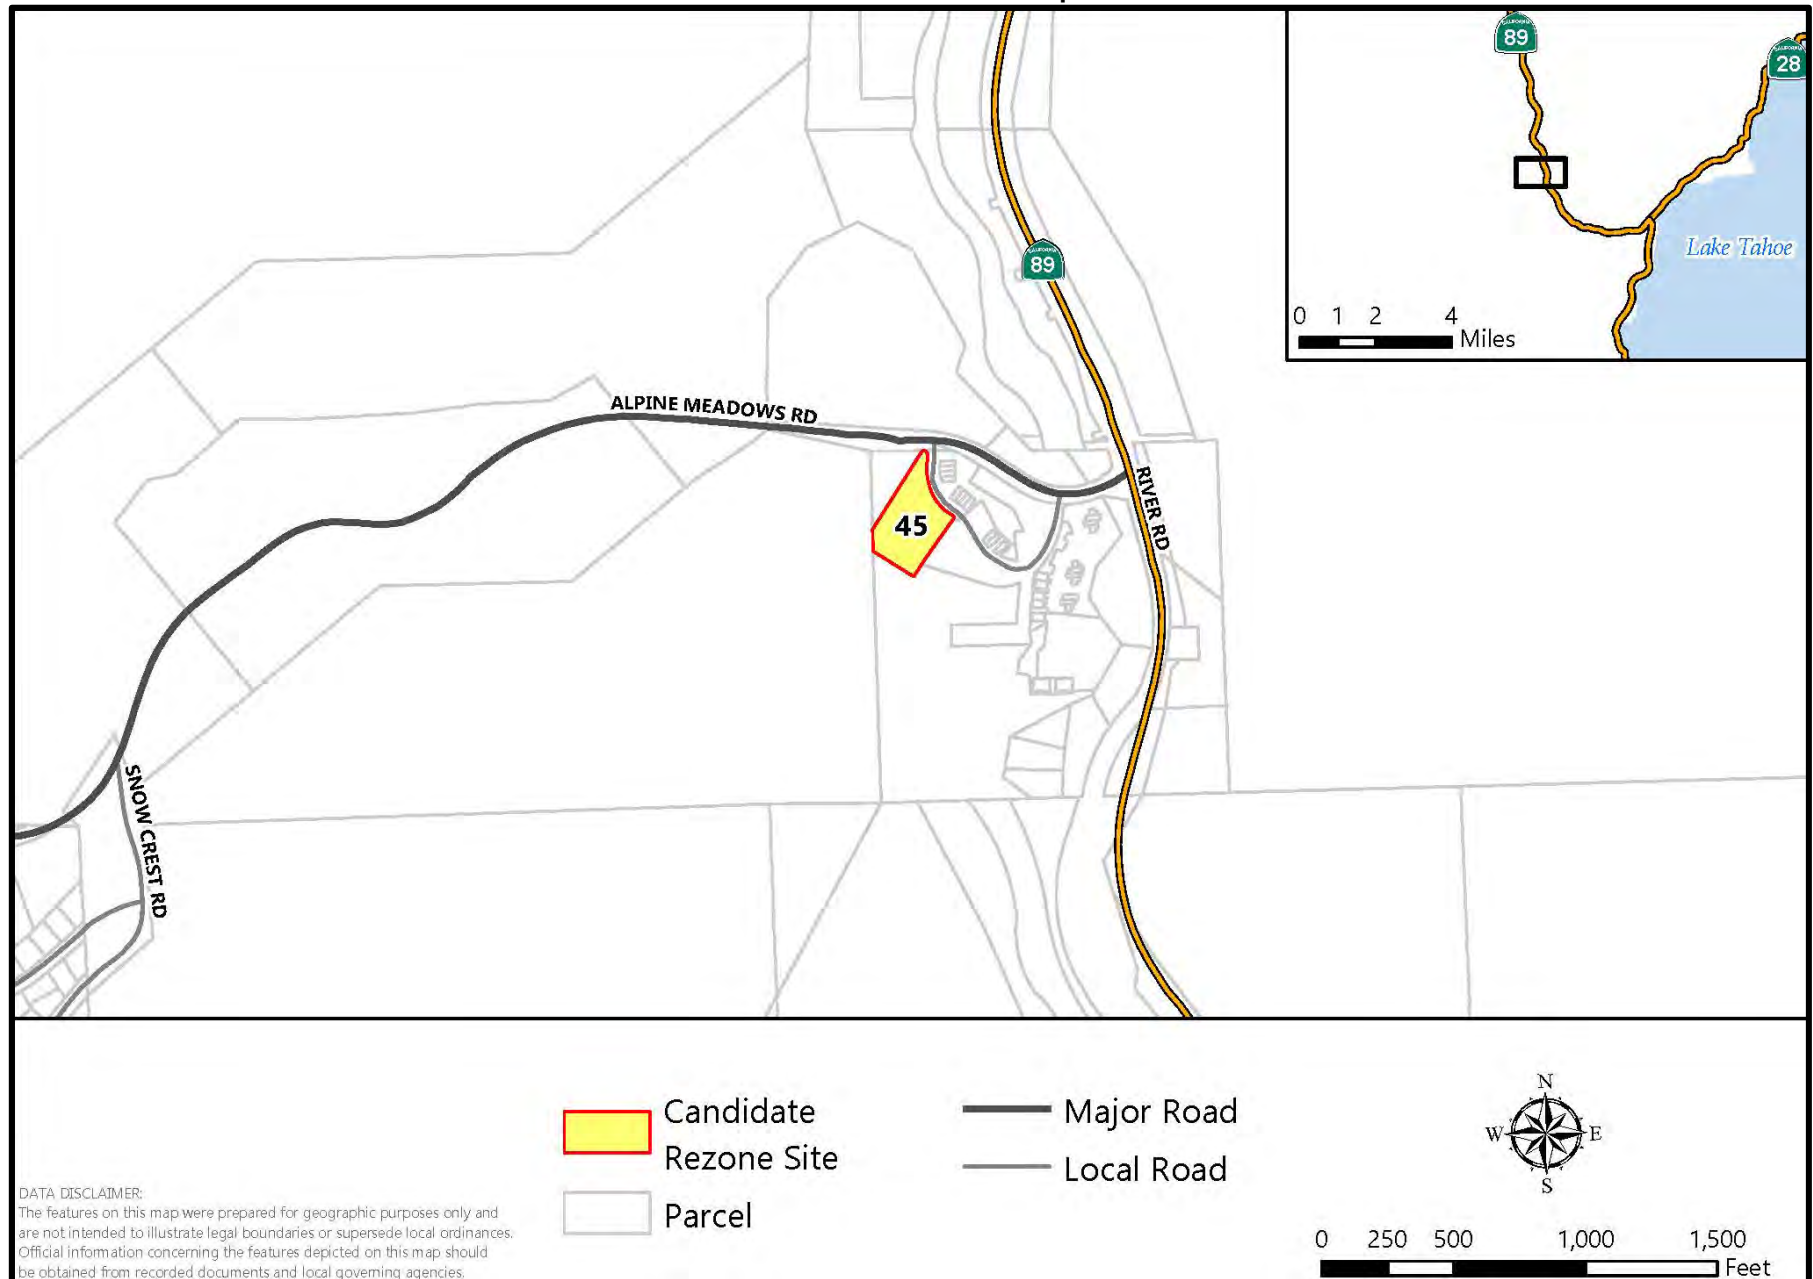 CALIFORNIA
89
CALIFORNIA
28
CALIFORNIA
89
Lake Tahoe
0 1 2 4
Miles
ALPINE MEADOWS RD
RIVER RD
45
SNOW CREST RD
Candidate
Rezone Site
Parcel
Major Road
Local Road
N
W E
S
DATA DISCLAIMER:
The features on this map were prepared for geographic purposes only and
are not intended to illustrate legal boundaries or supersede local ordinances.
Official information concerning the features depicted on this map should
be obtained from recorded documents and local governing agencies.
0 250 500 1,000 1,500
Feet